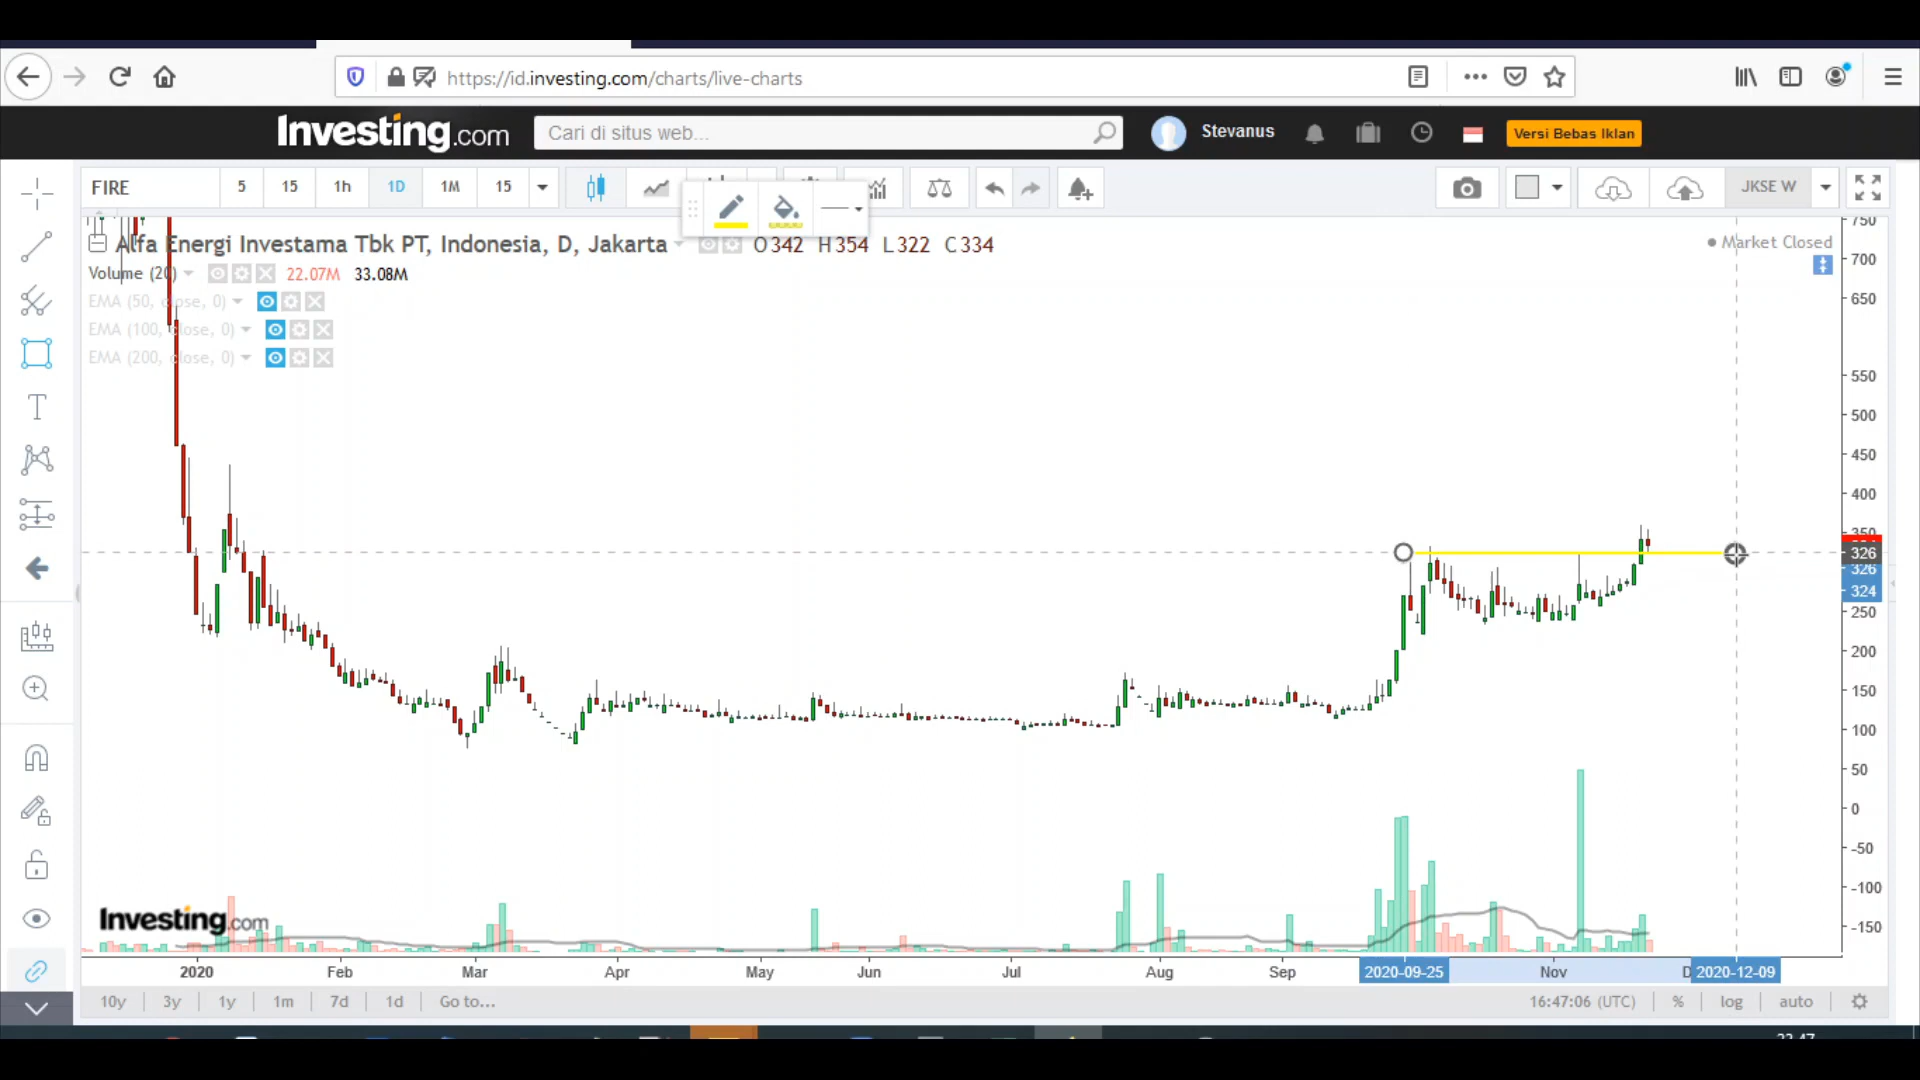 https://id.investing.com/charts/live-charts
Investing.com
Cari di situs web...
Stevanus
Versi Bebas Iklan
FIRE
5
15
1h
1D
1M
15
JKSE W
Alfa Energi Investama Tbk PT, Indonesia, D, Jakarta
O342 H354 L322 C334
Market Closed
Volume (20)
22.07M 33.08M
EMA (50, close, 0)
EMA (100, close, 0)
EMA (200, close, 0)
750
700
650
550
500
450
400
350
326
326
324
250
200
150
100
50
0
-50
-100
-150
Investing.com
2020
Feb
Mar
Apr
May
Jun
Jul
Aug
Sep
2020-09-25
Nov
D
2020-12-09
10y
3y
1y
1m
7d
1d
Go to...
16:47:06 (UTC)
%
log
auto